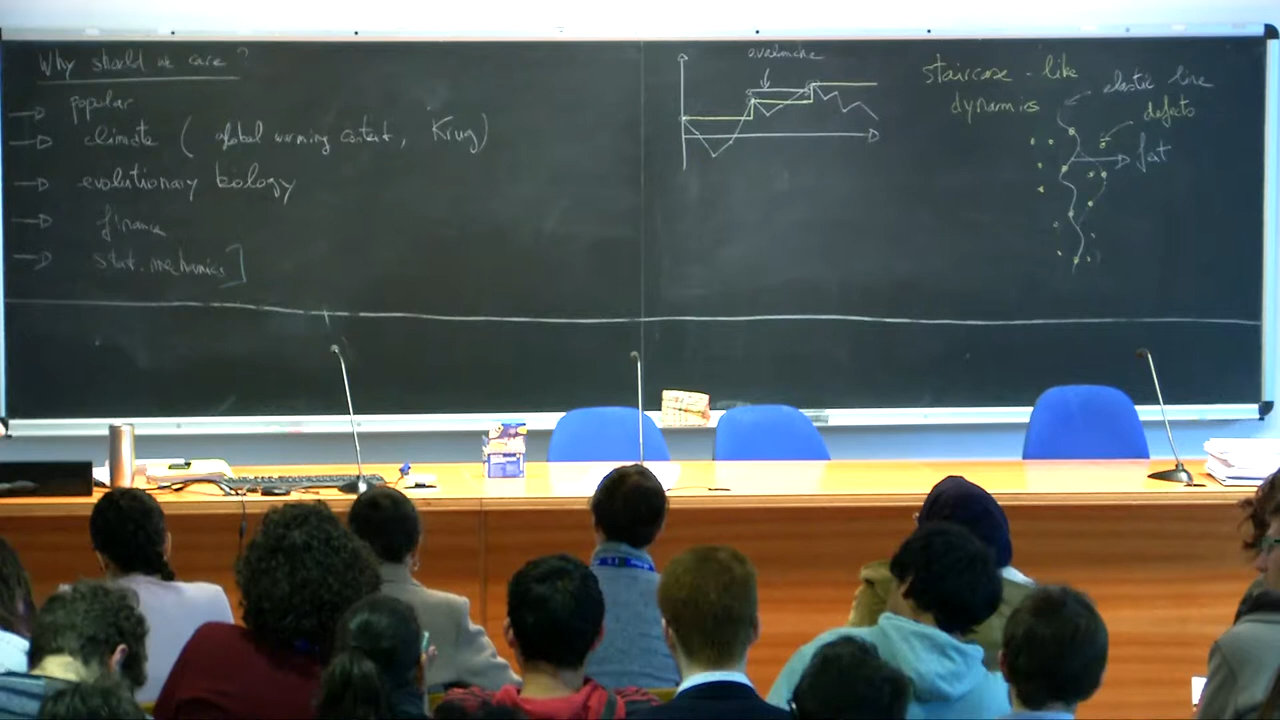 Why should we care?
→ popular
→ climate ( global warming context, Krug)
→ evolutionary biology
→ finance
→ stat. mechanics]
avalanche
staircase-like
dynamics
elastic line
defects